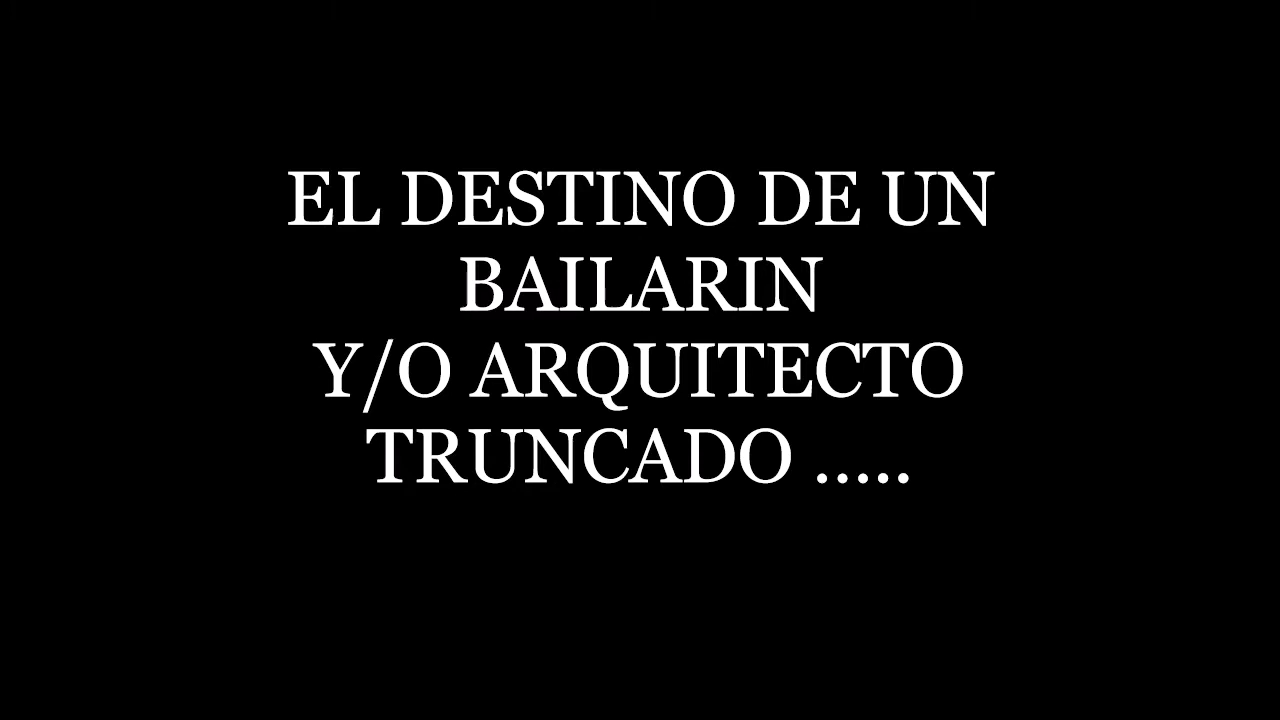 EL DESTINO DE UN
BAILARIN
Y/O ARQUITECTO
TRUNCADO .....